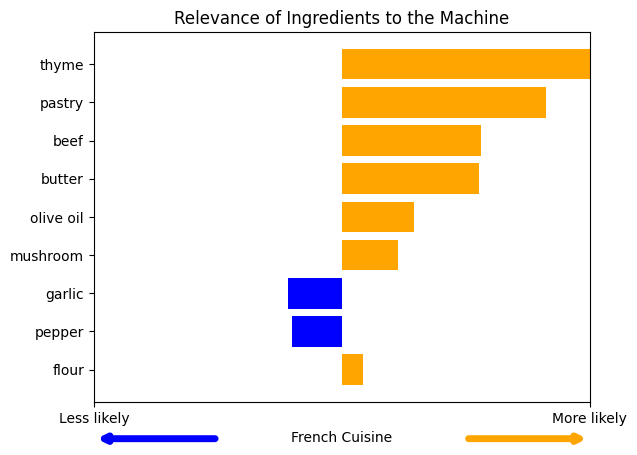 Relevance of Ingredients to the Machine
thyme
pastry
beef
butter
olive oil
mushroom
garlic
pepper
flour
Less likely
More likely
French Cuisine